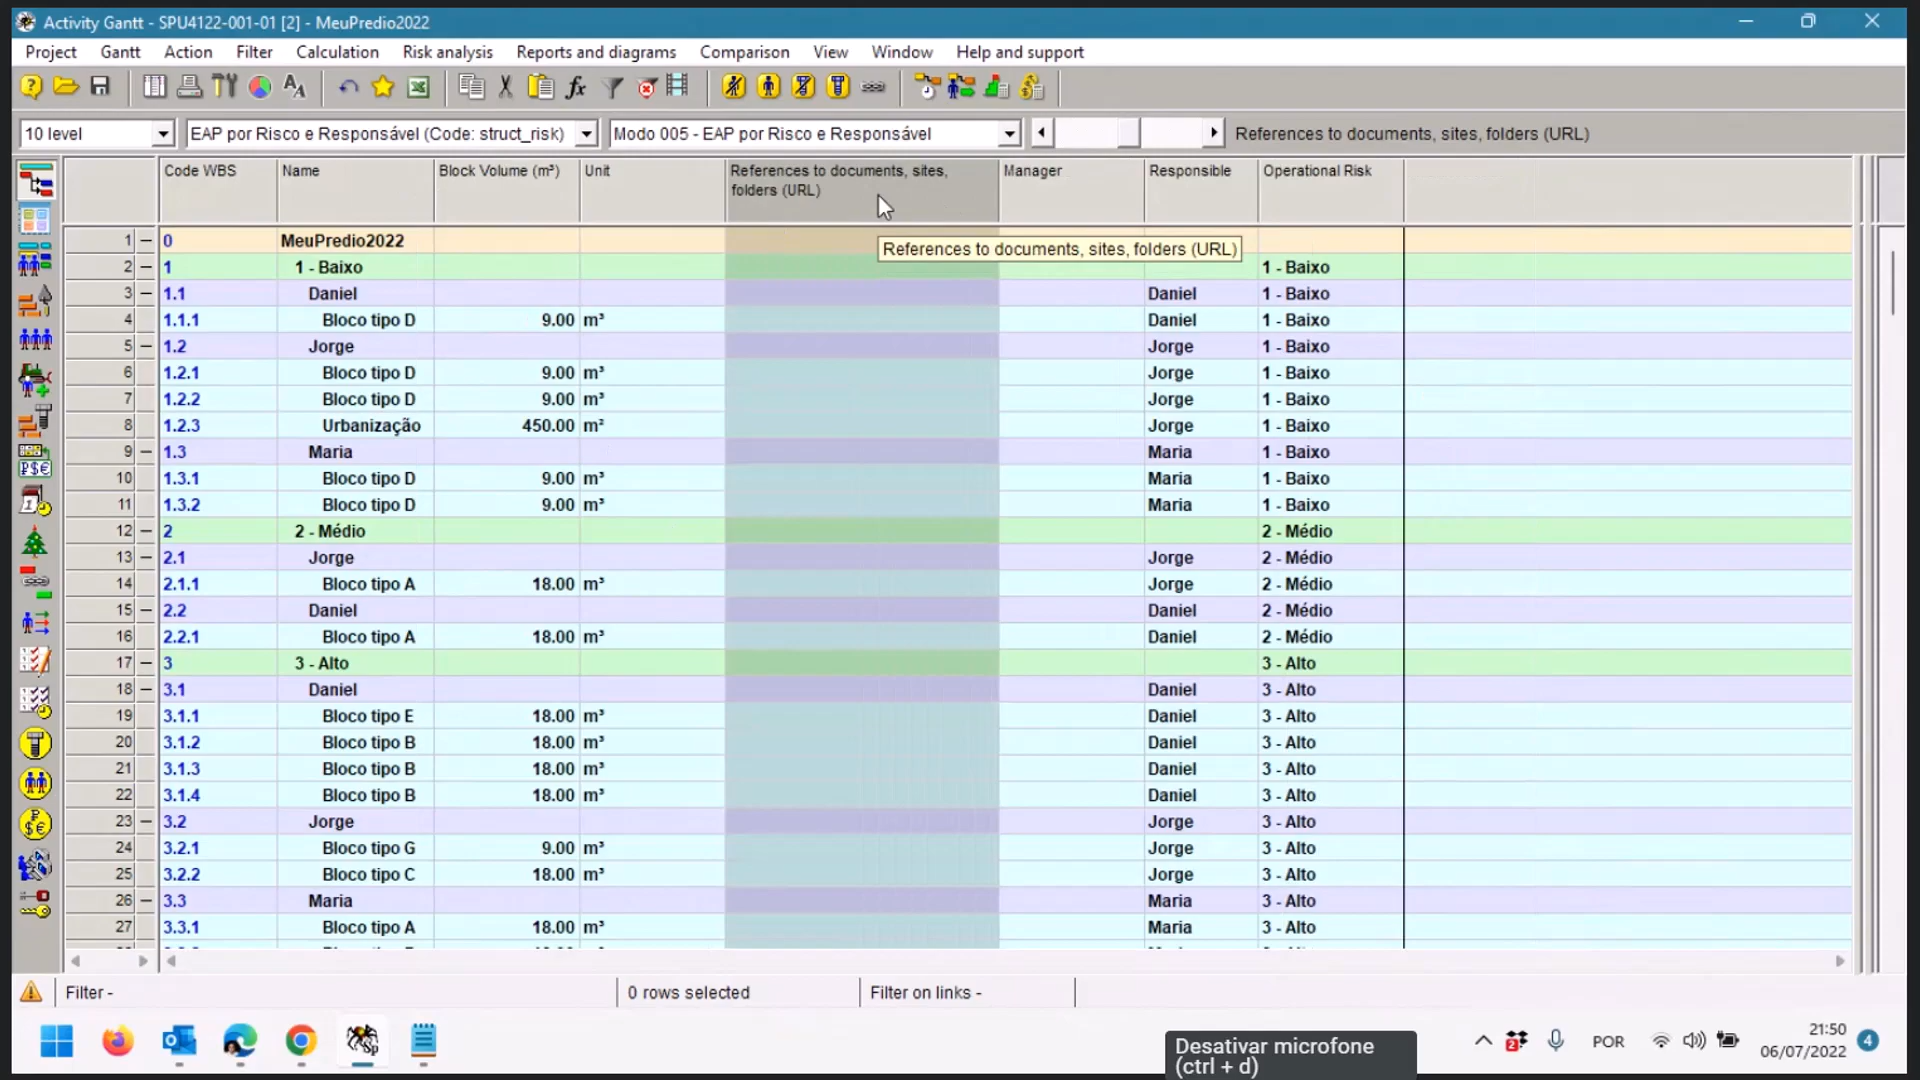 Activity Gantt - SPU4122-001-01 [2] - MeuPredio2022
Project Gantt Action Filter Calculation Risk analysis Reports and diagrams Comparison View Window Help and support
10 level EAP por Risco e Responsável (Code: struct_risk) Modo 005 - EAP por Risco e Responsável References to documents, sites, folders (URL)
Code WBS Name Block Volume (m³) Unit References to documents, sites, Manager Responsible Operational Risk
folders (URL)
1 0 MeuPredio2022
References to documents, sites, folders (URL)
2 1 1 - Baixo 1 - Baixo
3 1.1 Daniel Daniel 1 - Baixo
4 1.1.1 Bloco tipo D 9.00 m³ Daniel 1 - Baixo
5 1.2 Jorge Jorge 1 - Baixo
6 1.2.1 Bloco tipo D 9.00 m³ Jorge 1 - Baixo
7 1.2.2 Bloco tipo D 9.00 m³ Jorge 1 - Baixo
8 1.2.3 Urbanização 450.00 m² Jorge 1 - Baixo
9 1.3 Maria Maria 1 - Baixo
10 1.3.1 Bloco tipo D 9.00 m³ Maria 1 - Baixo
11 1.3.2 Bloco tipo D 9.00 m³ Maria 1 - Baixo
12 2 2 - Médio 2 - Médio
13 2.1 Jorge Jorge 2 - Médio
14 2.1.1 Bloco tipo A 18.00 m³ Jorge 2 - Médio
15 2.2 Daniel Daniel 2 - Médio
16 2.2.1 Bloco tipo A 18.00 m³ Daniel 2 - Médio
17 3 3 - Alto 3 - Alto
18 3.1 Daniel Daniel 3 - Alto
19 3.1.1 Bloco tipo E 18.00 m³ Daniel 3 - Alto
20 3.1.2 Bloco tipo B 18.00 m³ Daniel 3 - Alto
21 3.1.3 Bloco tipo B 18.00 m³ Daniel 3 - Alto
22 3.1.4 Bloco tipo B 18.00 m³ Daniel 3 - Alto
23 3.2 Jorge Jorge 3 - Alto
24 3.2.1 Bloco tipo G 9.00 m³ Jorge 3 - Alto
25 3.2.2 Bloco tipo C 18.00 m³ Jorge 3 - Alto
26 3.3 Maria Maria 3 - Alto
27 3.3.1 Bloco tipo A 18.00 m³ Maria 3 - Alto
Filter - 0 rows selected Filter on links -
Desativar microfone
(ctrl + d)
POR
21:50
06/07/2022
4